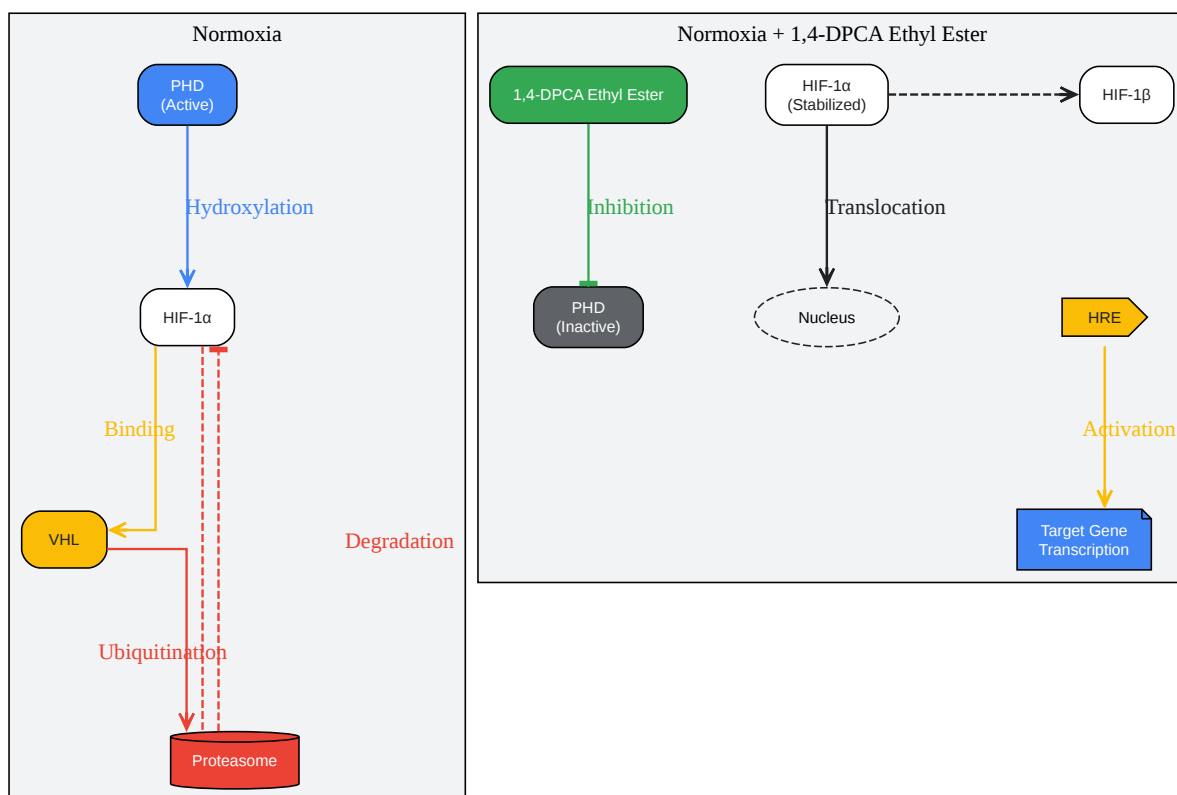 Normoxia
PHD
(Active)
Hydroxylation
HIF-1α
Binding
VHL
Degradation
Ubiquitination
Proteasome
Normoxia + 1,4-DPCA Ethyl Ester
1,4-DPCA Ethyl Ester
HIF-1α
(Stabilized)
HIF-1β
Inhibition
Translocation
PHD
(Inactive)
Nucleus
HRE
Activation
Target Gene
Transcription